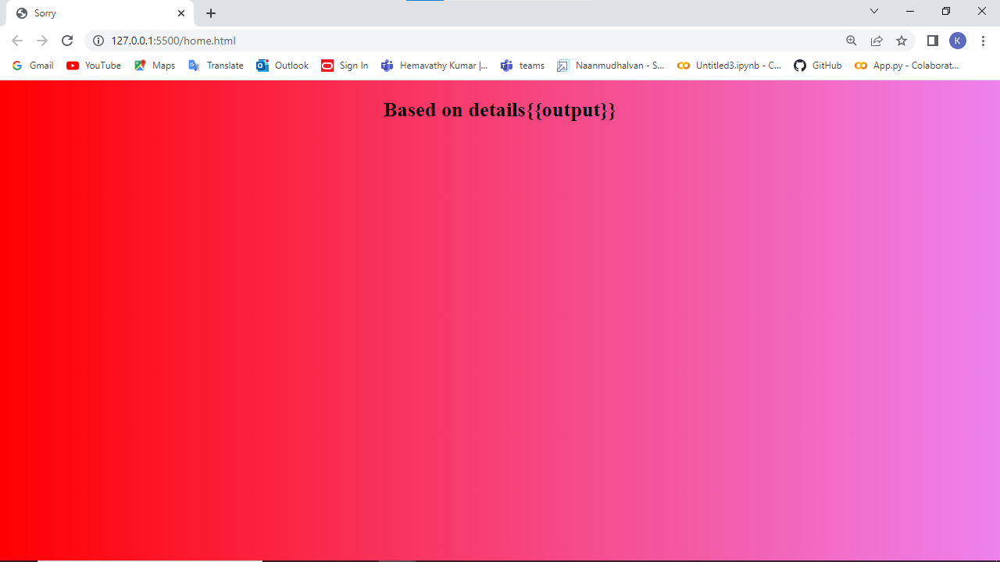 Sorry
127.0.0.1:5500/home.html
K
Gmail YouTube Maps Translate Outlook Sign In Hemavathy Kumar |... teams Naanmudhalvan - S... Untitled3.ipynb - C... GitHub App.py - Colaborat...
Based on details{{output}}